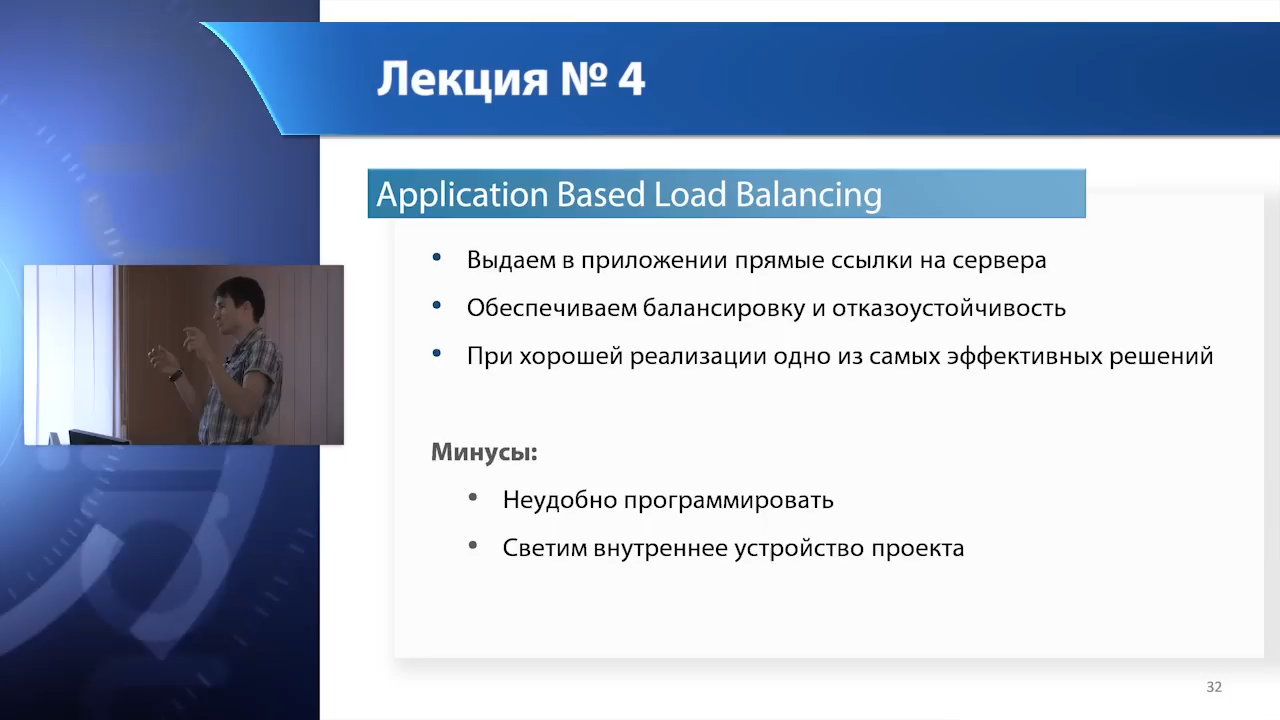 Лекция № 4
Application Based Load Balancing
• Выдаем в приложении прямые ссылки на сервера
• Обеспечиваем балансировку и отказоустойчивость
• При хорошей реализации одно из самых эффективных решений
Минусы:
• Неудобно программировать
• Светим внутреннее устройство проекта
32